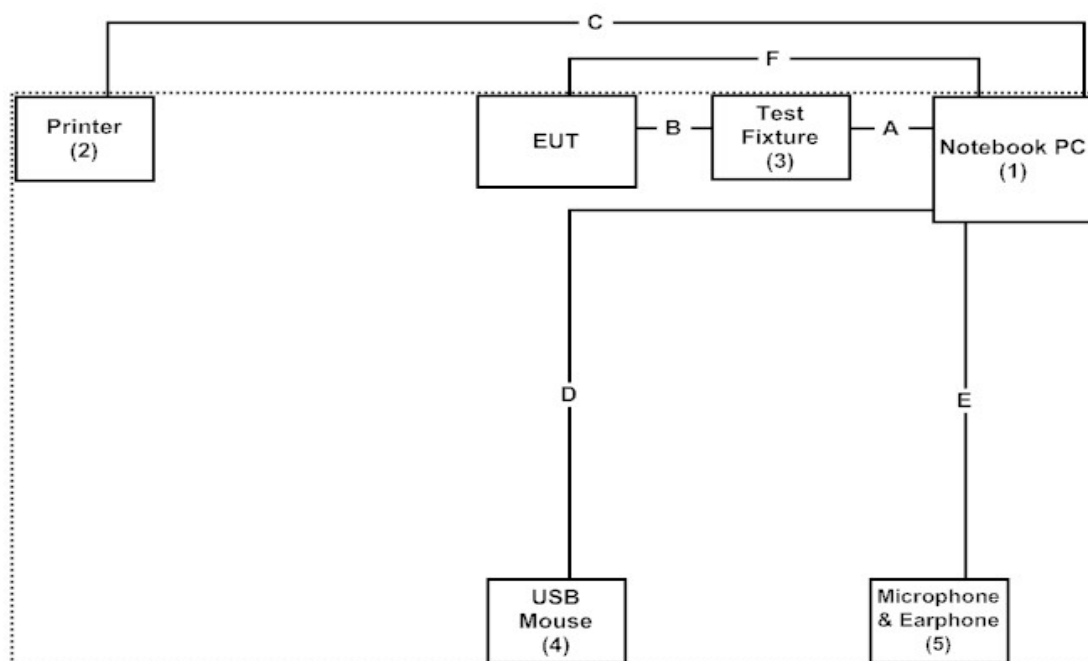 C
F
Printer
(2)
EUT
B
Test
Fixture
(3)
A
Notebook PC
(1)
D
E
USB
Mouse
(4)
Microphone
& Earphone
(5)